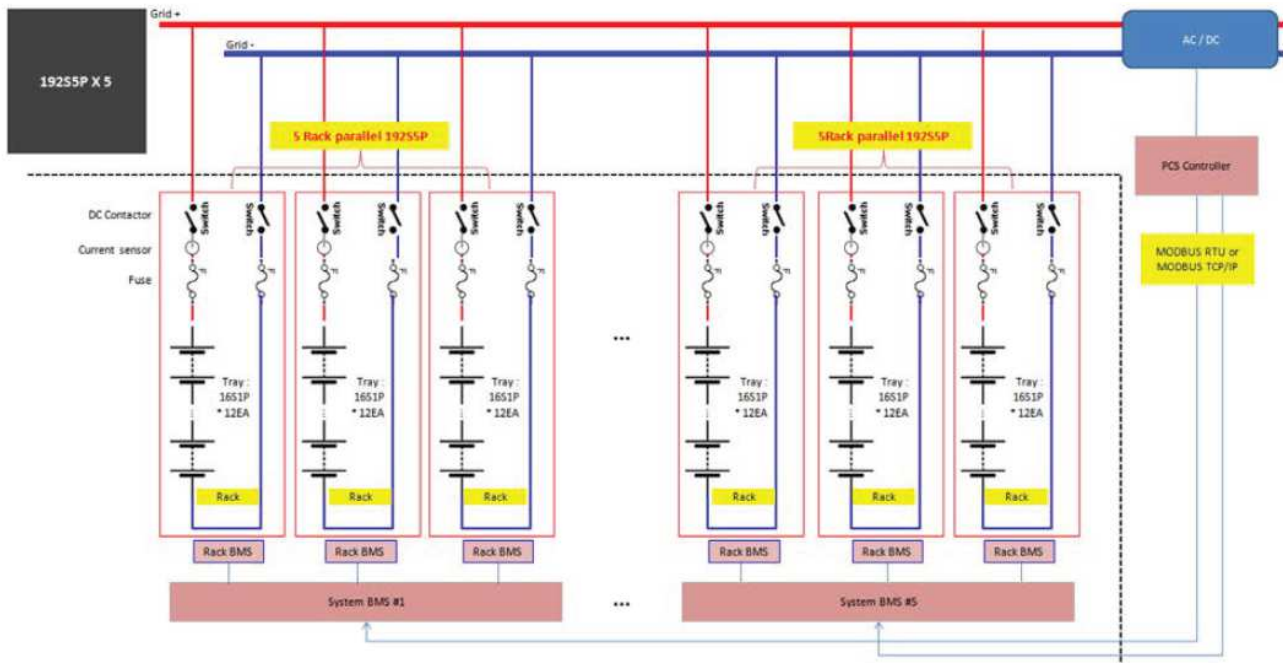 Grid +
Grid -
AC / DC
192S5P X 5
5 Rack parallel 192S5P
5Rack parallel 192S5P
PCS Controller
DC Contactor
Switch
Switch
Switch
Switch
Switch
Switch
Switch
Switch
Switch
Switch
Switch
Switch
Current sensor
MODBUS RTU or
MODBUS TCP/IP
Fuse
F
F
F
F
F
F
F
F
F
F
F
F
...
Tray :
16S1P
* 12EA
Tray :
16S1P
* 12EA
Tray :
16S1P
* 12EA
Tray :
16S1P
* 12EA
Tray :
16S1P
* 12EA
Tray :
16S1P
* 12EA
Rack
Rack
Rack
Rack
Rack
Rack
Rack BMS
Rack BMS
Rack BMS
Rack BMS
Rack BMS
Rack BMS
System BMS #1
...
System BMS #5